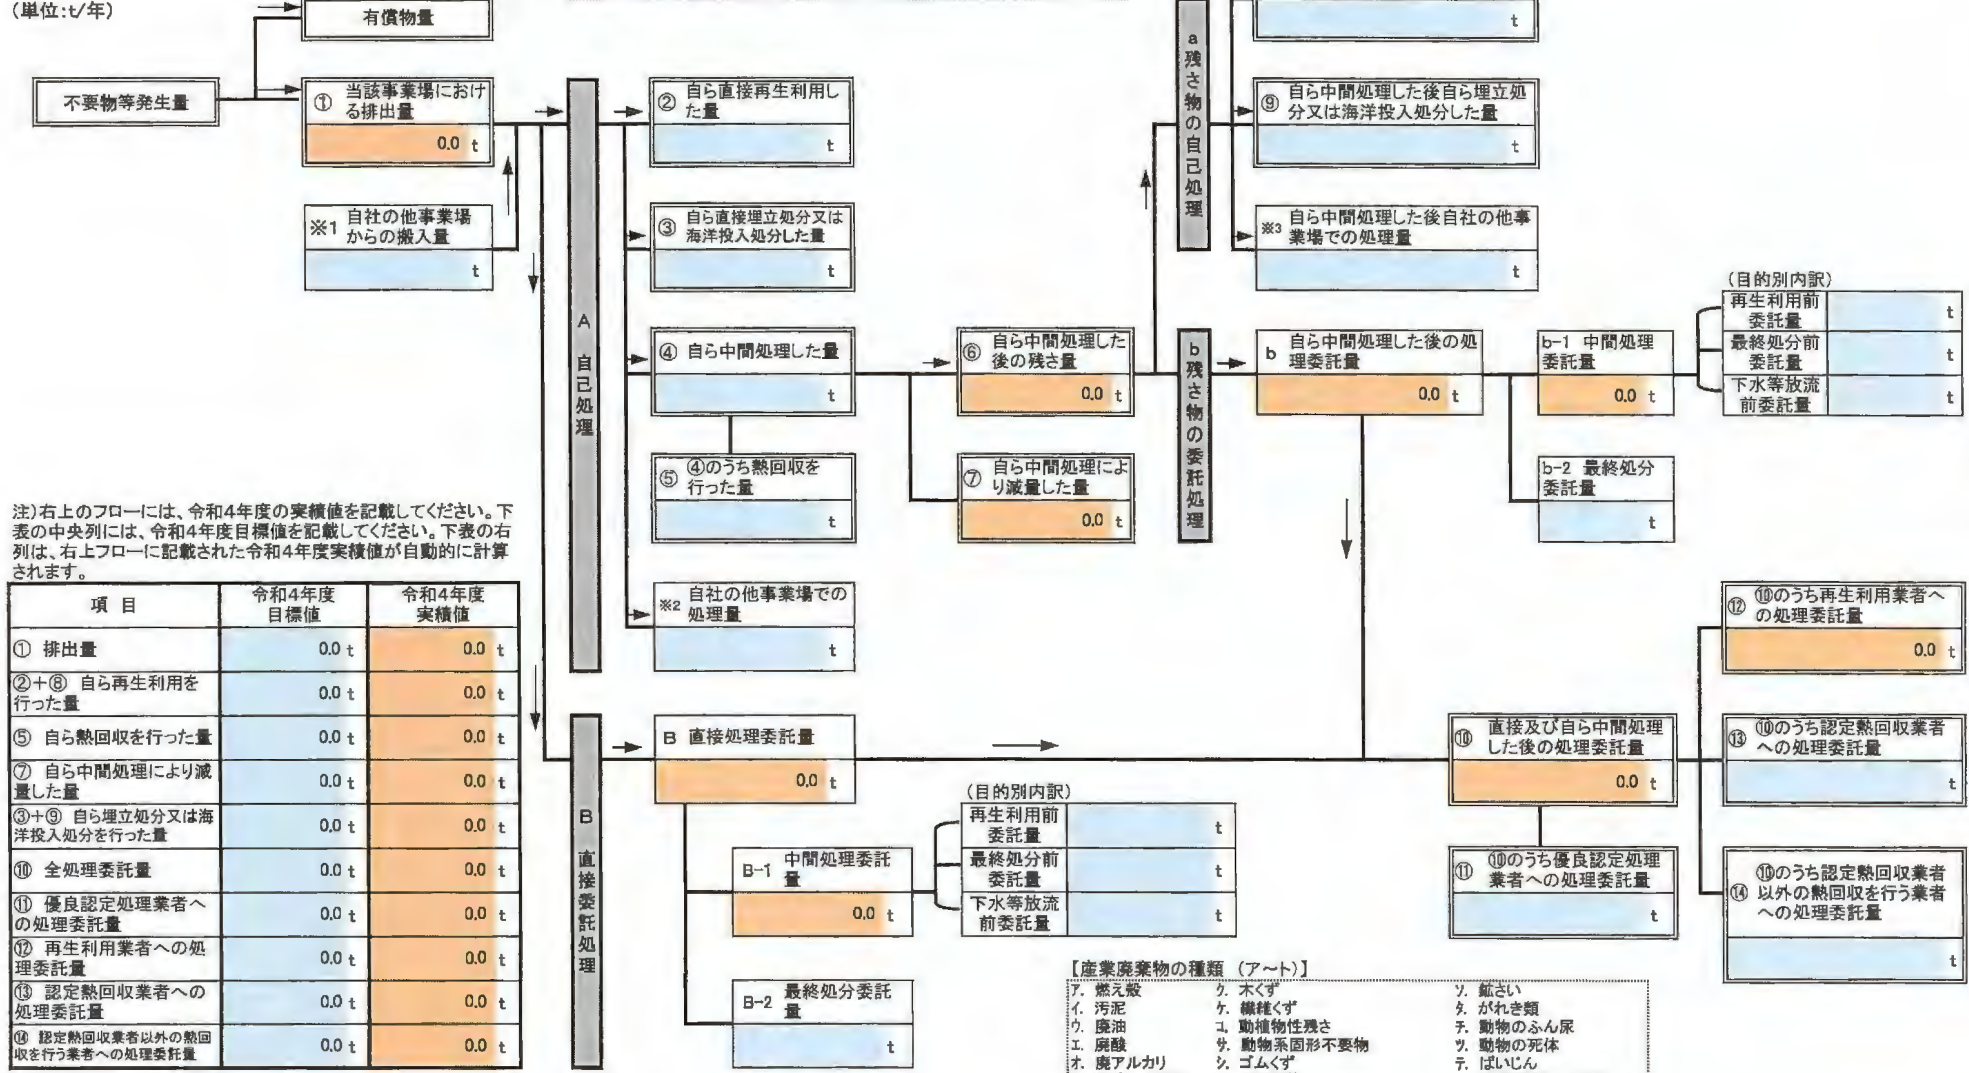 (単位:t/年)
有償物量
不要物等発生量
① 当該事業場におけ
る排出量
0.0 t
※1 自社の他事業場
からの搬入量
t
A 自己処理
② 自ら直接再生利用し
た量
t
③ 自ら直接埋立処分又は
海洋投入処分した量
t
④ 自ら中間処理した量
t
⑤ ④のうち熱回収を
行った量
t
※2 自社の他事業場での
処理量
t
⑥ 自ら中間処理した
後の残さ量
0.0 t
⑦ 自ら中間処理によ
り減量した量
0.0 t
a 残さ物の自己処理
t
⑨ 自ら中間処理した後自ら埋立処
分又は海洋投入処分した量
t
※3 自ら中間処理した後自社の他事
業場での処理量
t
b 残さ物の委託処理
b 自ら中間処理した後の処
理委託量
0.0 t
b-1 中間処理
委託量
0.0 t
b-2 最終処分
委託量
t
(目的別内訳)
再生利用前
委託量
t
最終処分前
委託量
t
下水等放流
前委託量
t
注)右上のフローには、令和4年度の実績値を記載してください。下
表の中央列には、令和4年度目標値を記載してください。下表の右
列は、右上フローに記載された令和4年度実績値が自動的に計算
されます。
項 目 令和4年度 令和4年度
目標値 実績値
① 排出量 0.0 t 0.0 t
②+⑧ 自ら再生利用を
行った量 0.0 t 0.0 t
⑤ 自ら熱回収を行った量 0.0 t 0.0 t
⑦ 自ら中間処理により減
量した量 0.0 t 0.0 t
③+⑨ 自ら埋立処分又は海
洋投入処分を行った量 0.0 t 0.0 t
⑩ 全処理委託量 0.0 t 0.0 t
⑪ 優良認定処理業者へ
の処理委託量 0.0 t 0.0 t
⑫ 再生利用業者への処
理委託量 0.0 t 0.0 t
⑬ 認定熱回収業者への
処理委託量 0.0 t 0.0 t
⑭ 認定熱回収業者以外の熱回
収を行う業者への処理委託量 0.0 t 0.0 t
B 直接委託処理
B 直接処理委託量
0.0 t
B-1 中間処理委託
量
0.0 t
B-2 最終処分委託
量
t
(目的別内訳)
再生利用前
委託量
t
最終処分前
委託量
t
下水等放流
前委託量
t
⑩ 直接及び自ら中間処理
した後の処理委託量
0.0 t
⑪ ⑩のうち優良認定処理
業者への処理委託量
t
⑫ ⑩のうち再生利用業者へ
の処理委託量
0.0 t
⑬ ⑩のうち認定熱回収業者
への処理委託量
t
⑭ ⑩のうち認定熱回収業者
以外の熱回収を行う業者
への処理委託量
t
【産業廃棄物の種類 (ア~ト)】
ア. 燃え殻 ク. 木くず ソ. 鉱さい
イ. 汚泥 ケ. 繊維くず タ. がれき類
ウ. 廃油 コ. 動植物性残さ チ. 動物のふん尿
エ. 廃酸 サ. 動物系固形不要物 ツ. 動物の死体
オ. 廃アルカリ シ. ゴムくず テ. ばいじん